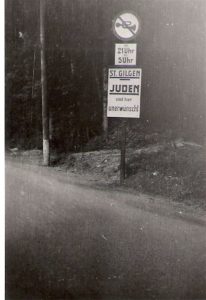 21 Uhr
5 Uhr
ST. GILGEN
JUDEN
sind hier
unerwünscht